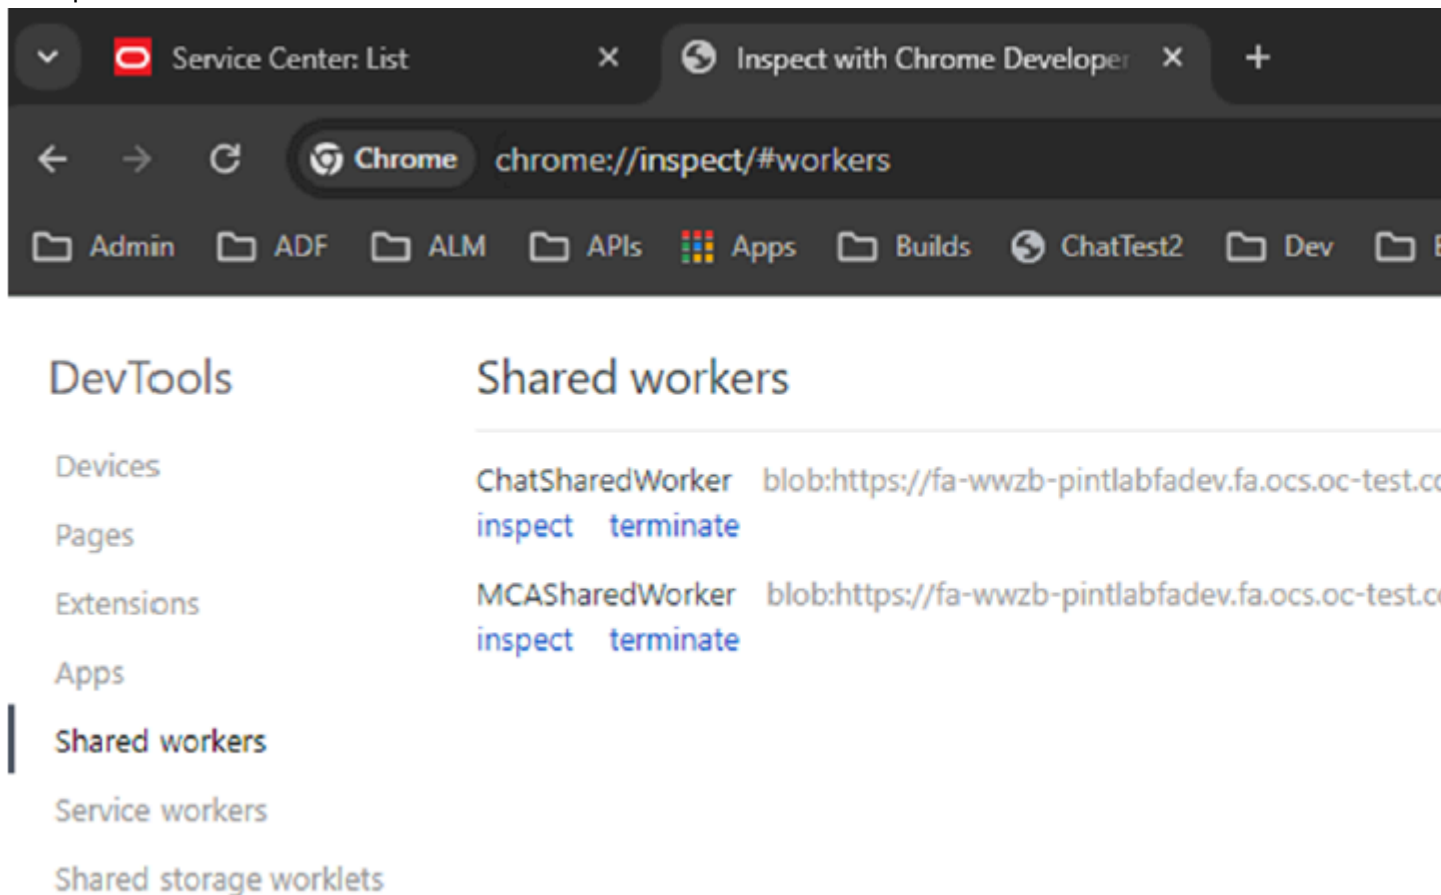 Service Center: List
Inspect with Chrome Developer
Chrome chrome://inspect/#workers
Admin ADF ALM APIs Apps Builds ChatTest2 Dev
DevTools
Devices
Pages
Extensions
Apps
Shared workers
Service workers
Shared storage worklets
Shared workers
ChatSharedWorker blob:https://fa-wwzb-pintlabfadev.fa.ocs.oc-test.co
inspect terminate
MCASharedWorker blob:https://fa-wwzb-pintlabfadev.fa.ocs.oc-test.co
inspect terminate